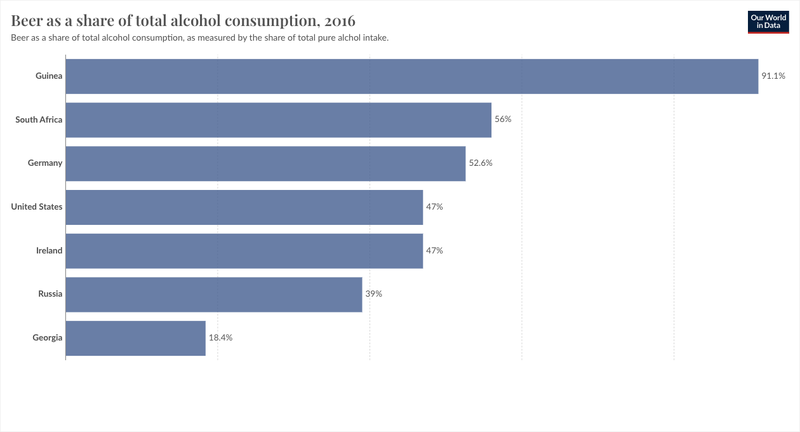 Beer as a share of total alcohol consumption, 2016
Beer as a share of total alcohol consumption, as measured by the share of total pure alchol intake.
Our World
in Data
Guinea 91.1%
South Africa 56%
Germany 52.6%
United States 47%
Ireland 47%
Russia 39%
Georgia 18.4%